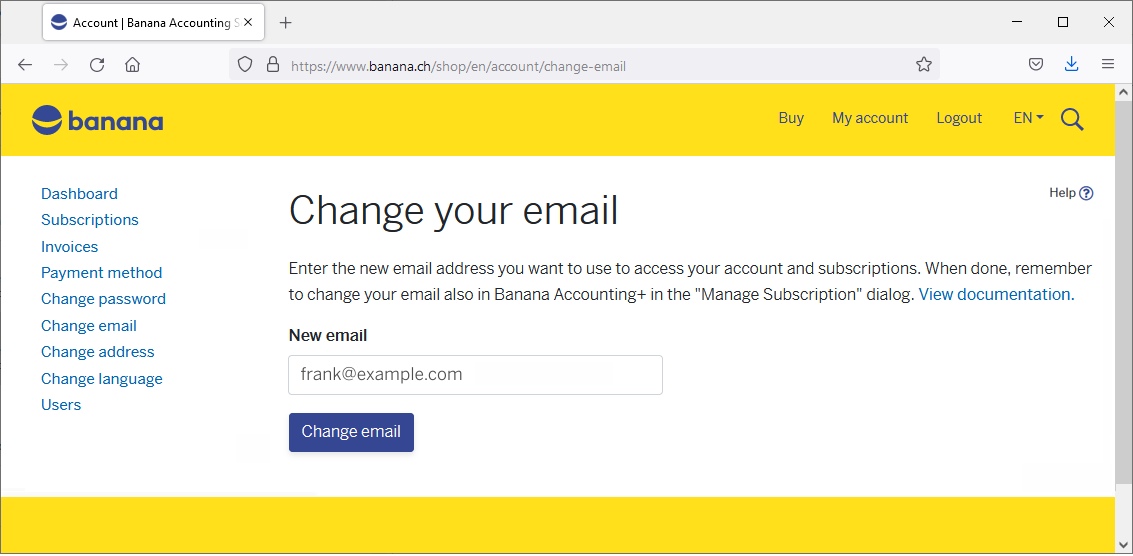 Account | Banana Accounting S
https://www.banana.ch/shop/en/account/change-email
banana
Buy My account Logout EN
Dashboard
Subscriptions
Invoices
Payment method
Change password
Change email
Change address
Change language
Users
Help ?
Change your email
Enter the new email address you want to use to access your account and subscriptions. When done, remember
to change your email also in Banana Accounting+ in the "Manage Subscription" dialog. View documentation.
New email
frank@example.com
Change email